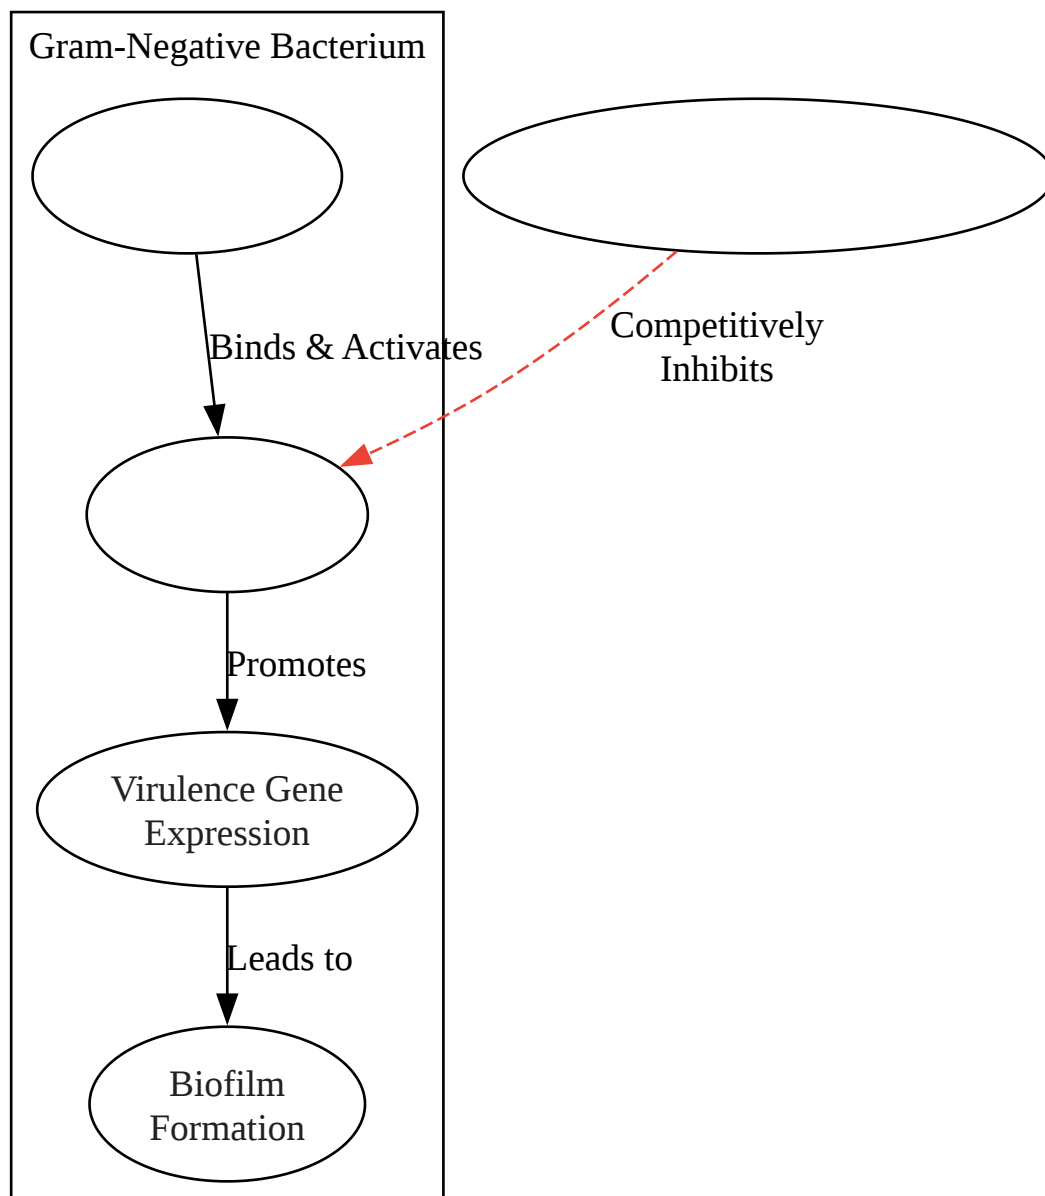 Gram-Negative Bacterium
Binds & Activates
Competitively
Inhibits
Promotes
Virulence Gene
Expression
Leads to
Biofilm
Formation